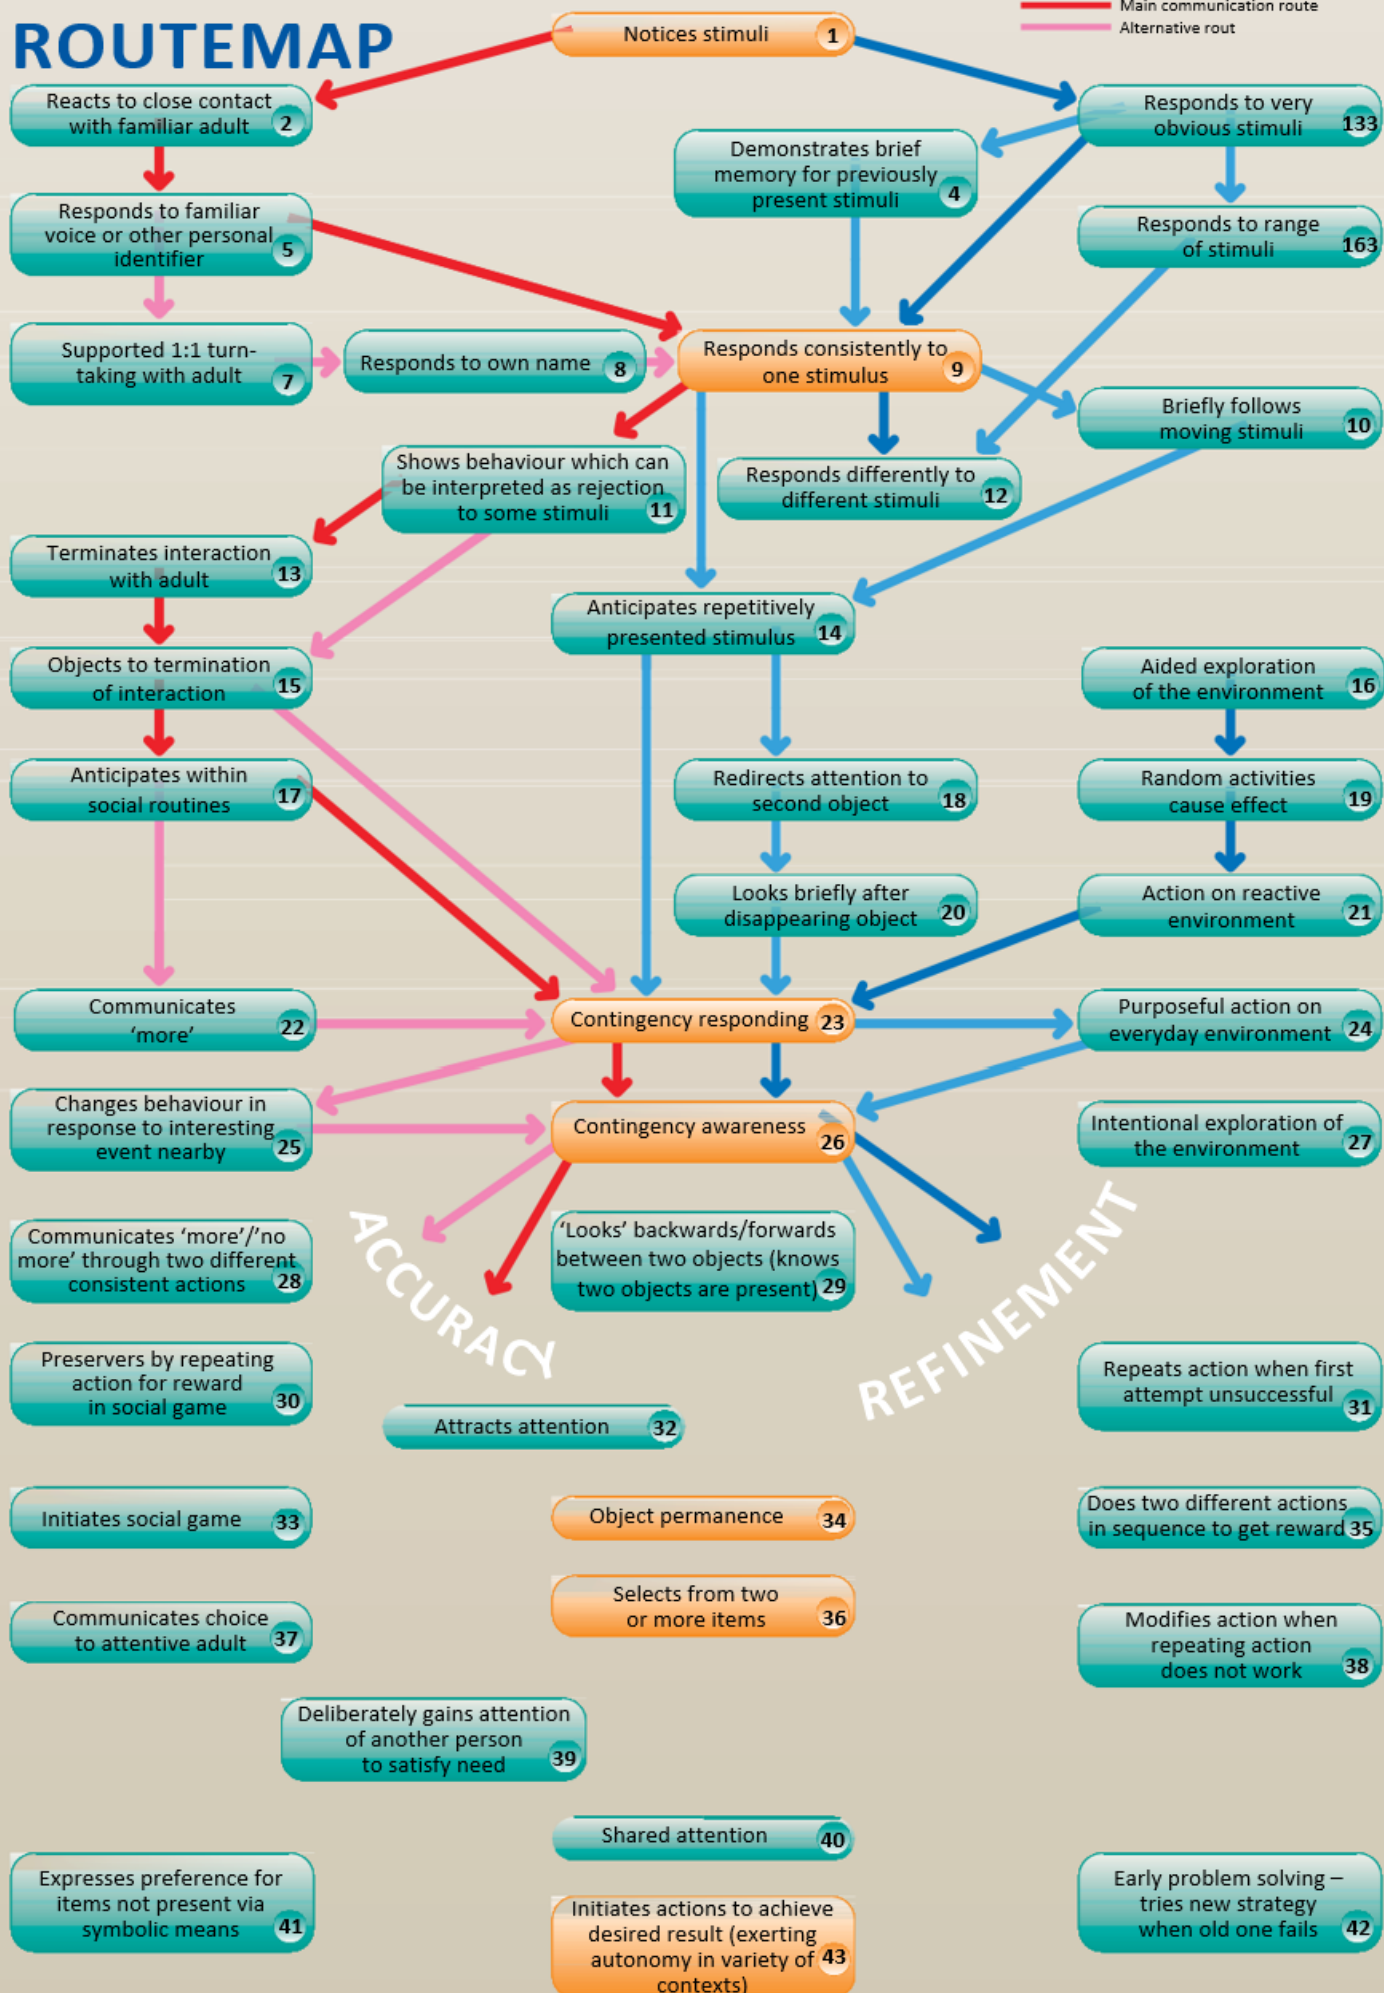 Main communication route
Alternative rout
ROUTEMAP
Notices stimuli 1
Reacts to close contact
with familiar adult 2
Responds to very
obvious stimuli 133
Demonstrates brief
memory for previously
present stimuli 4
Responds to familiar
voice or other personal
identifier 5
Responds to range
of stimuli 163
Supported 1:1 turn-
taking with adult 7
Responds to own name 8
Responds consistently to
one stimulus 9
Briefly follows
moving stimuli 10
Shows behaviour which can
be interpreted as rejection
to some stimuli 11
Responds differently to
different stimuli 12
Terminates interaction
with adult 13
Anticipates repetitively
presented stimulus 14
Objects to termination
of interaction 15
Aided exploration
of the environment 16
Anticipates within
social routines 17
Redirects attention to
second object 18
Random activities
cause effect 19
Looks briefly after
disappearing object 20
Action on reactive
environment 21
Communicates
‘more’ 22
Contingency responding 23
Purposeful action on
everyday environment 24
Changes behaviour in
response to interesting
event nearby 25
Contingency awareness 26
Intentional exploration of
the environment 27
ACCURACY
REFINEMENT
Communicates ‘more’/’no
more’ through two different
consistent actions 28
‘Looks’ backwards/forwards
between two objects (knows
two objects are present) 29
Preservers by repeating
action for reward
in social game 30
Repeats action when first
attempt unsuccessful 31
Attracts attention 32
Initiates social game 33
Object permanence 34
Does two different actions
in sequence to get reward 35
Selects from two
or more items 36
Communicates choice
to attentive adult 37
Modifies action when
repeating action
does not work 38
Deliberately gains attention
of another person
to satisfy need 39
Shared attention 40
Expresses preference for
items not present via
symbolic means 41
Early problem solving –
tries new strategy
when old one fails 42
Initiates actions to achieve
desired result (exerting
autonomy in variety of 43
contexts)